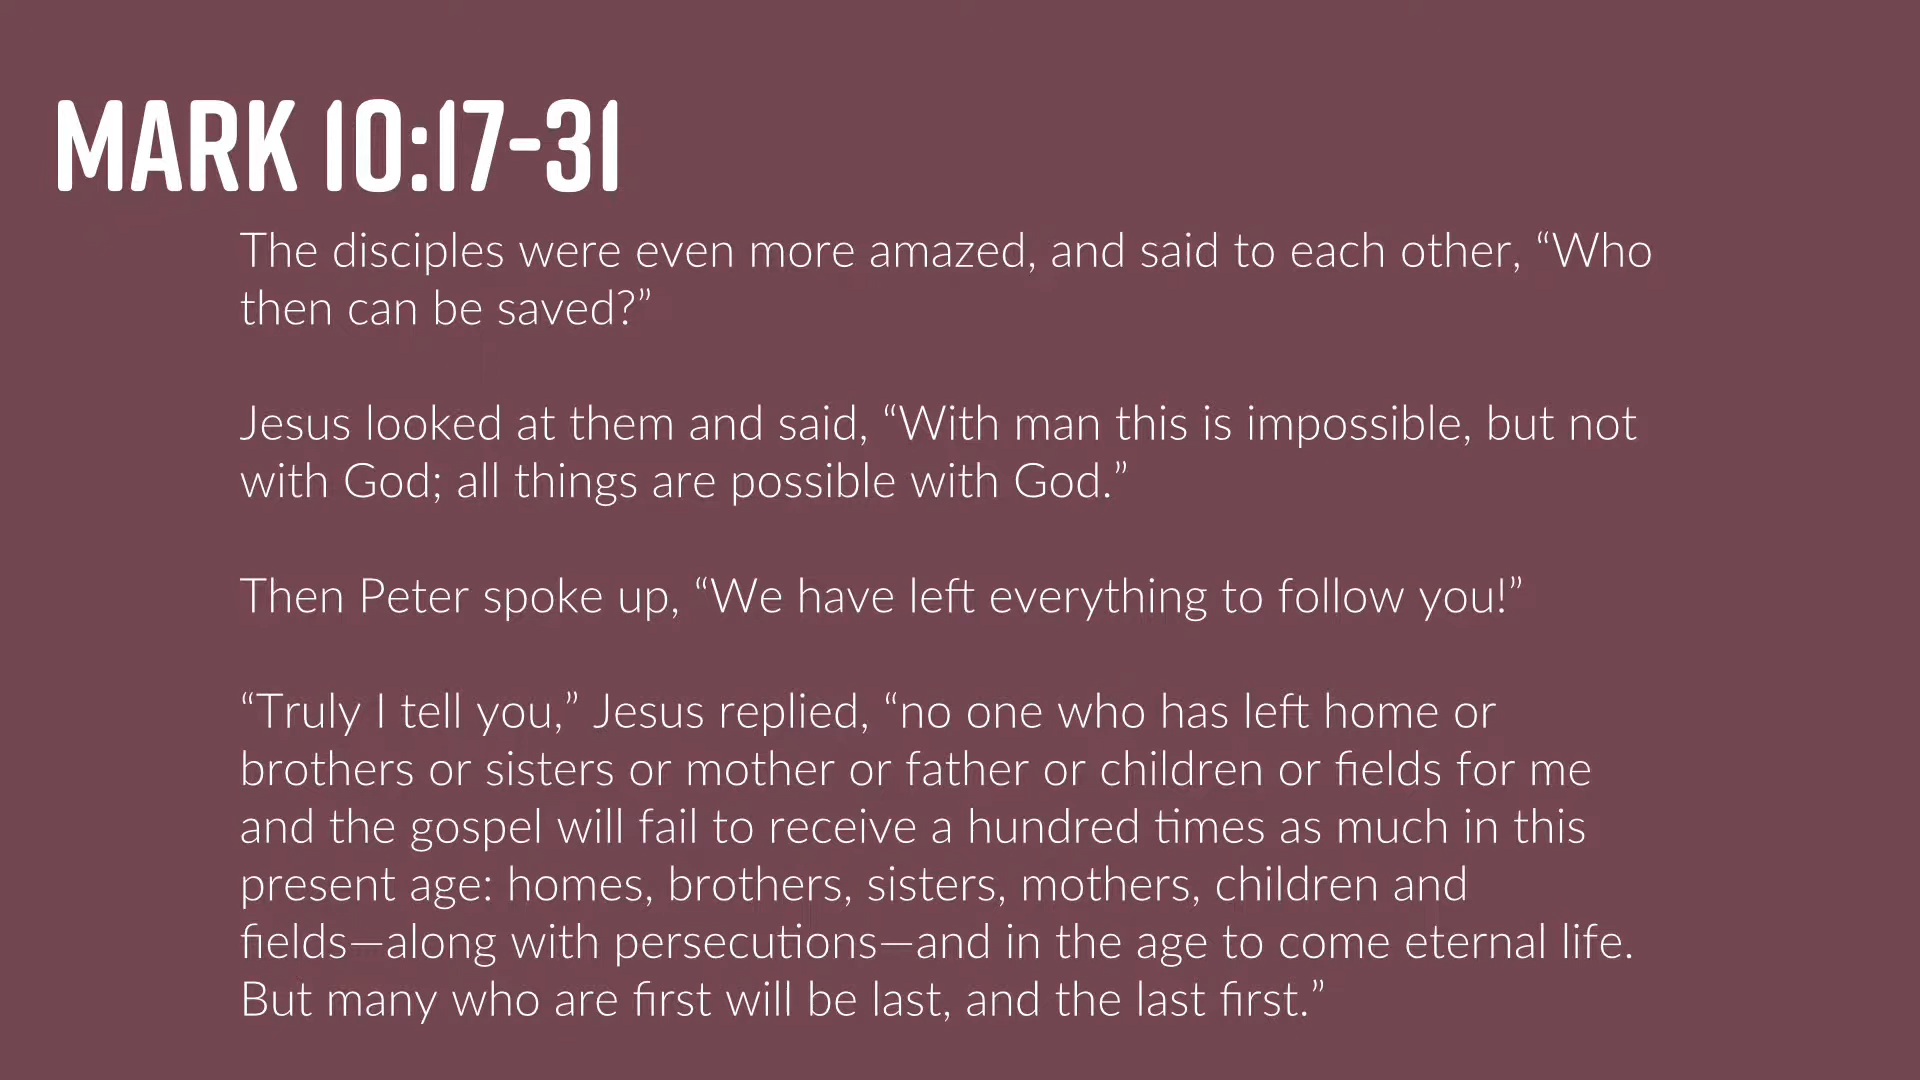 MARK 10:17-31
The disciples were even more amazed, and said to each other, “Who
then can be saved?”
Jesus looked at them and said, “With man this is impossible, but not
with God; all things are possible with God.”
Then Peter spoke up, “We have left everything to follow you!”
“Truly I tell you,” Jesus replied, “no one who has left home or
brothers or sisters or mother or father or children or fields for me
and the gospel will fail to receive a hundred times as much in this
present age: homes, brothers, sisters, mothers, children and
fields—along with persecutions—and in the age to come eternal life.
But many who are first will be last, and the last first.”